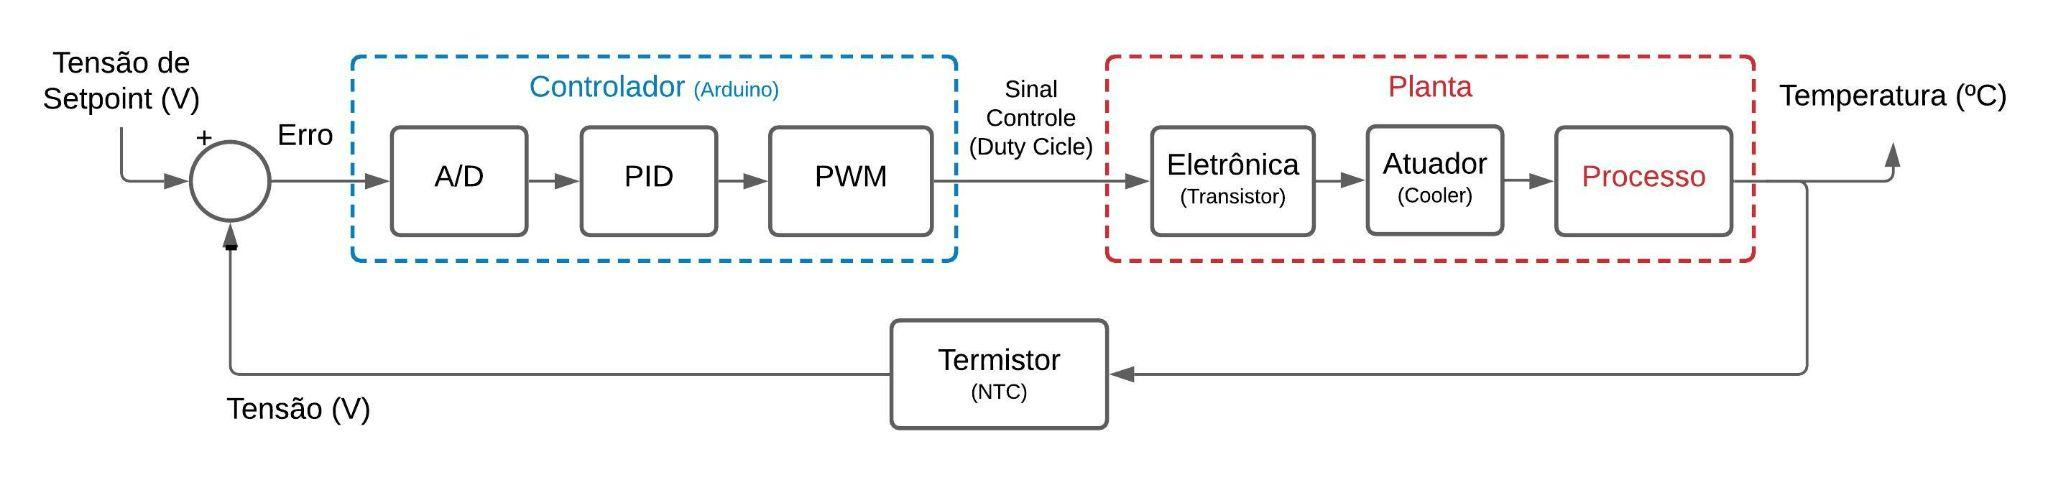 Tensão de
Setpoint (V)
+
Erro
Controlador (Arduino)
A/D
PID
PWM
Sinal
Controle
(Duty Cicle)
Planta
Eletrônica
(Transistor)
Atuador
(Cooler)
Processo
Temperatura (ºC)
-
Termistor
(NTC)
Tensão (V)